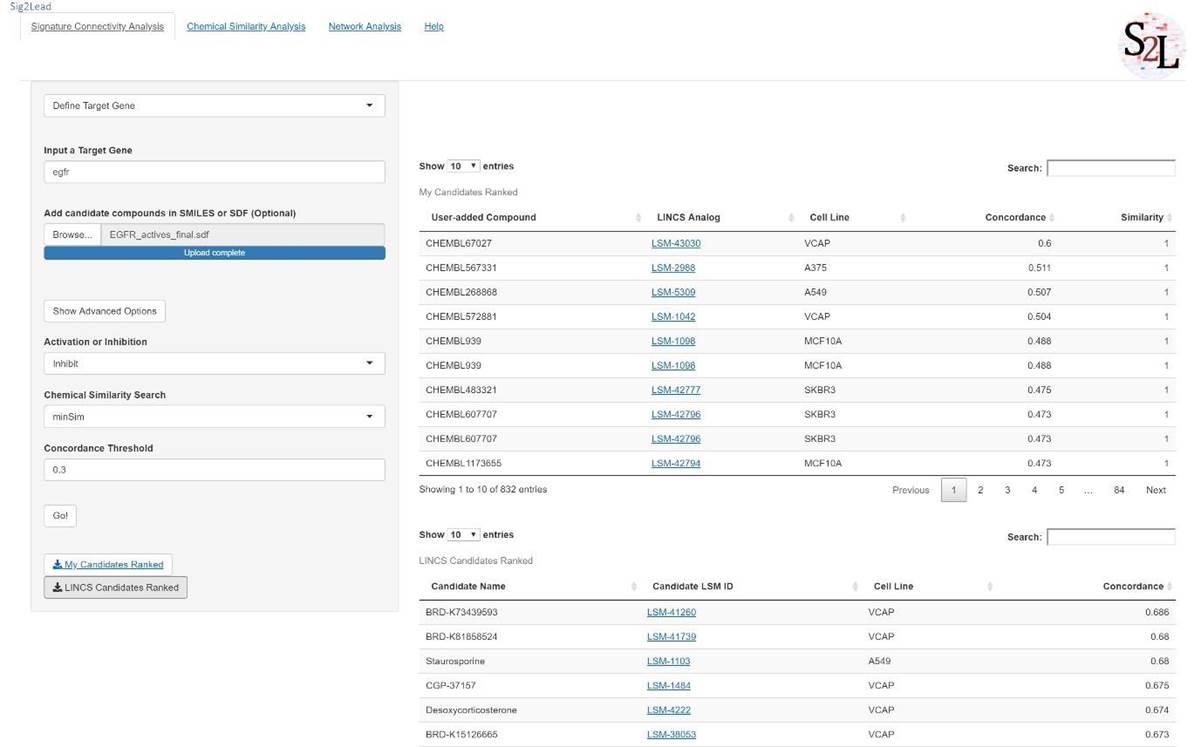 Sig2Lead
Signature Connectivity Analysis Chemical Similarity Analysis Network Analysis Help
S2L
Define Target Gene
Input a Target Gene
egfr
Add candidate compounds in SMILES or SDF (Optional)
Browse... EGFR_actives_final.sdf
Upload complete
Show Advanced Options
Activation or Inhibition
Inhibit
Chemical Similarity Search
minSim
Concordance Threshold
0.3
Go!
My Candidates Ranked
LINCS Candidates Ranked
Show 10 entries Search:
My Candidates Ranked
User-added Compound LINCS Analog Cell Line Concordance Similarity
CHEMBL67027 LSM-43030 VCAP 0.6 1
CHEMBL567331 LSM-2988 A375 0.511 1
CHEMBL268868 LSM-5309 A549 0.507 1
CHEMBL572881 LSM-1042 VCAP 0.504 1
CHEMBL939 LSM-1098 MCF10A 0.488 1
CHEMBL939 LSM-1098 MCF10A 0.488 1
CHEMBL483321 LSM-42777 SKBR3 0.475 1
CHEMBL607707 LSM-42796 SKBR3 0.473 1
CHEMBL607707 LSM-42796 SKBR3 0.473 1
CHEMBL1173655 LSM-42794 MCF10A 0.473 1
Showing 1 to 10 of 832 entries Previous 1 2 3 4 5 ... 84 Next
Show 10 entries Search:
LINCS Candidates Ranked
Candidate Name Candidate LSM ID Cell Line Concordance
BRD-K73439593 LSM-41260 VCAP 0.686
BRD-K81858524 LSM-41739 VCAP 0.68
Staurosporine LSM-1103 A549 0.68
CGP-37157 LSM-1484 VCAP 0.675
Desoxycorticosterone LSM-4222 VCAP 0.674
BRD-K15126665 LSM-38053 VCAP 0.673